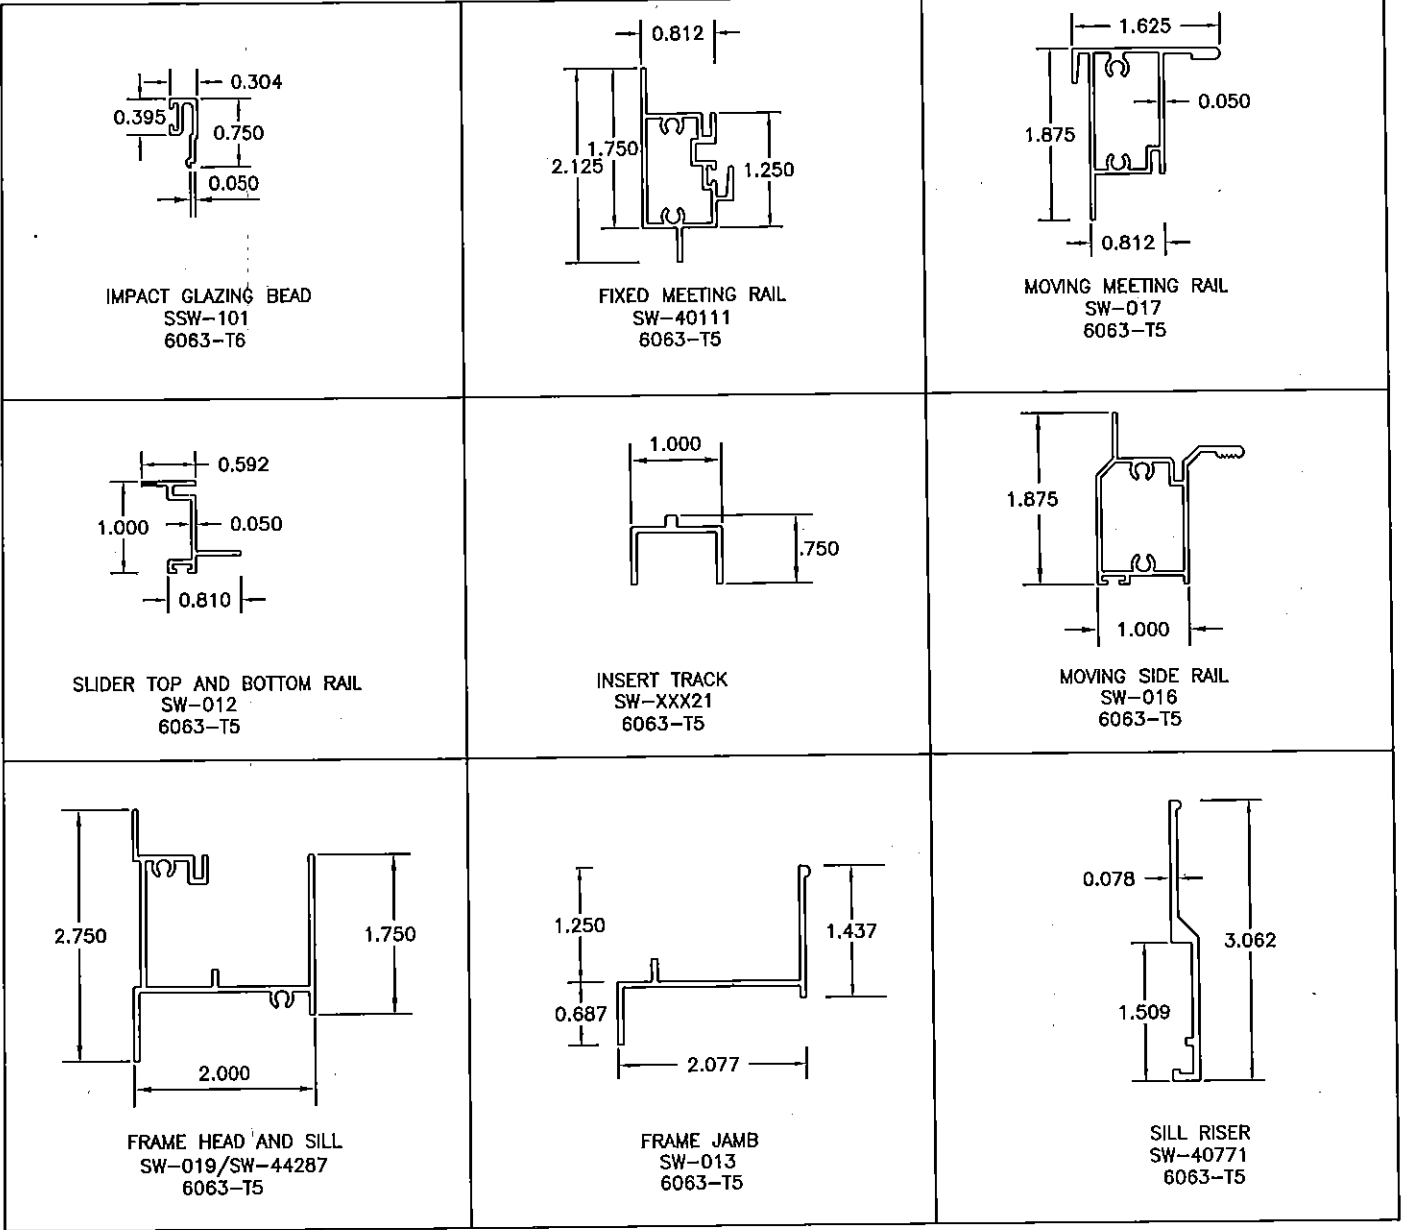 0.304
0.395
0.750
0.050
IMPACT GLAZING BEAD
SSW-101
6063-T6
0.812
1.750
2.125
1.250
FIXED MEETING RAIL
SW-40111
6063-T5
1.625
0.050
1.875
0.812
MOVING MEETING RAIL
SW-017
6063-T5
0.592
1.000
0.050
0.810
SLIDER TOP AND BOTTOM RAIL
SW-012
6063-T5
1.000
.750
INSERT TRACK
SW-XXX21
6063-T5
1.875
1.000
MOVING SIDE RAIL
SW-016
6063-T5
2.750
1.750
2.000
FRAME HEAD AND SILL
SW-019/SW-44287
6063-T5
1.250
1.437
0.687
2.077
FRAME JAMB
SW-013
6063-T5
0.078
3.062
1.509
SILL RISER
SW-40771
6063-T5